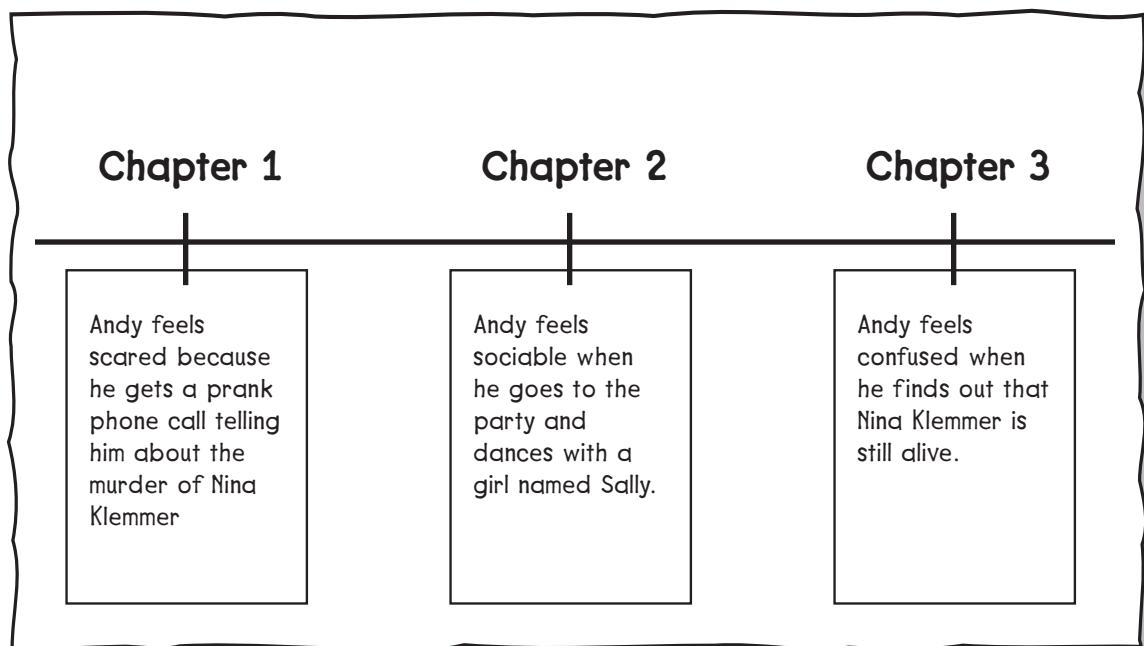 Chapter 1
Chapter 2
Chapter 3
Andy feels
scared because
he gets a prank
phone call telling
him about the
murder of Nina
Klemmer
Andy feels
sociable when
he goes to the
party and
dances with a
girl named Sally.
Andy feels
confused when
he finds out that
Nina Klemmer is
still alive.